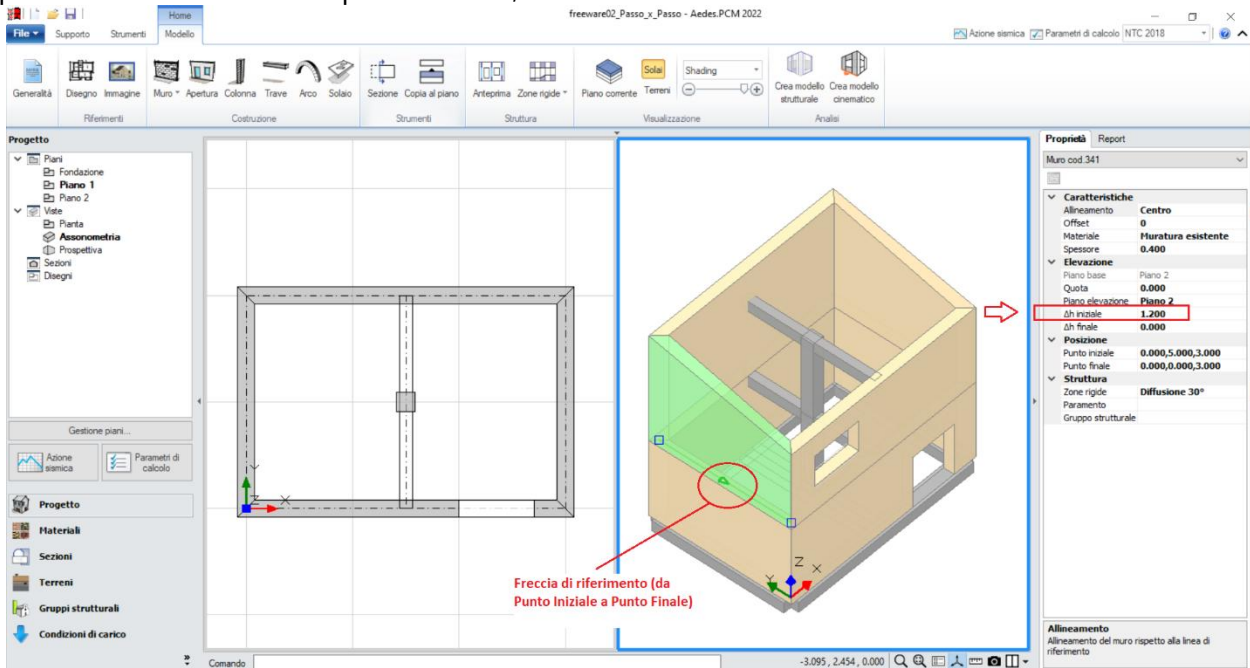 freeware02_Passo_x_Passo - Aedes.PCM 2022
Home
File Supporto Strumenti Modello
Azione sismica Parametri di calcolo NTC 2018
Generalità Disegno Immagine Muro Apertura Colonna Trave Arco Solaio Sezione Copia al piano Anteprima Zone rigide Piano corrente Solai Terreni Shading Crea modello strutturale Crea modello cinematico
Riferimenti Costruzione Strumenti Struttura Visualizzazione Analisi
Progetto
Piani
Fondazione
Piano 1
Piano 2
Viste
Pianta
Assonometria
Prospettiva
Sezioni
Disegni
Gestione piani...
Azione sismica
Parametri di calcolo
Progetto
Materiali
Sezioni
Terreni
Gruppi strutturali
Condizioni di carico
Y
Z X
Z X
Y
Freccia di riferimento (da
Punto Iniziale a Punto Finale)
Proprietà Report
Muro cod.341
Caratteristiche
Allineamento Centro
Offset 0
Materiale Muratura esistente
Spessore 0.400
Elevazione
Piano base Piano 2
Quota 0.000
Piano elevazione Piano 2
Δh iniziale 1.200
Δh finale 0.000
Posizione
Punto iniziale 0.000,5.000,3.000
Punto finale 0.000,0.000,3.000
Struttura
Zone rigide Diffusione 30°
Paramento
Gruppo strutturale
Allineamento
Allineamento del muro rispetto alla linea di
riferimento
Comando
-3.095 , 2.454 , 0.000